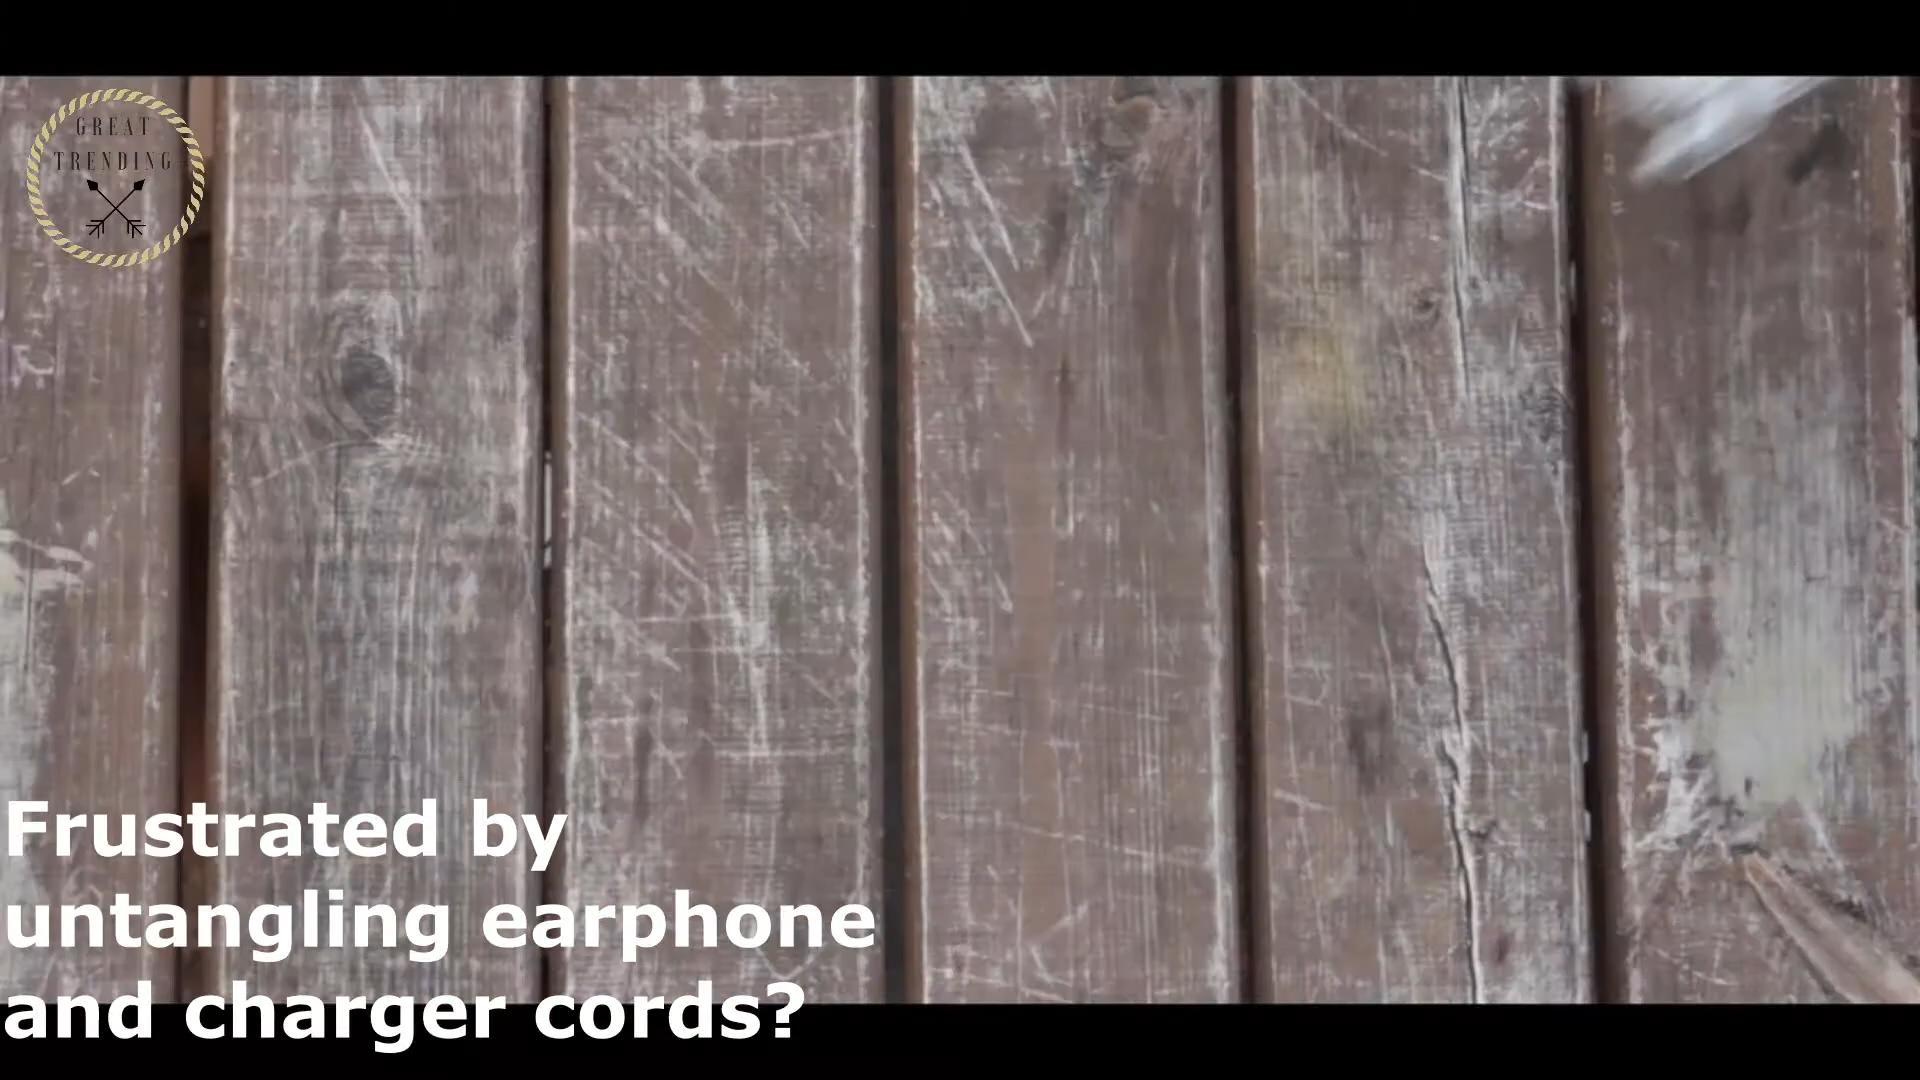 GREAT
TRENDING
Frustrated by
untangling earphone
and charger cords?